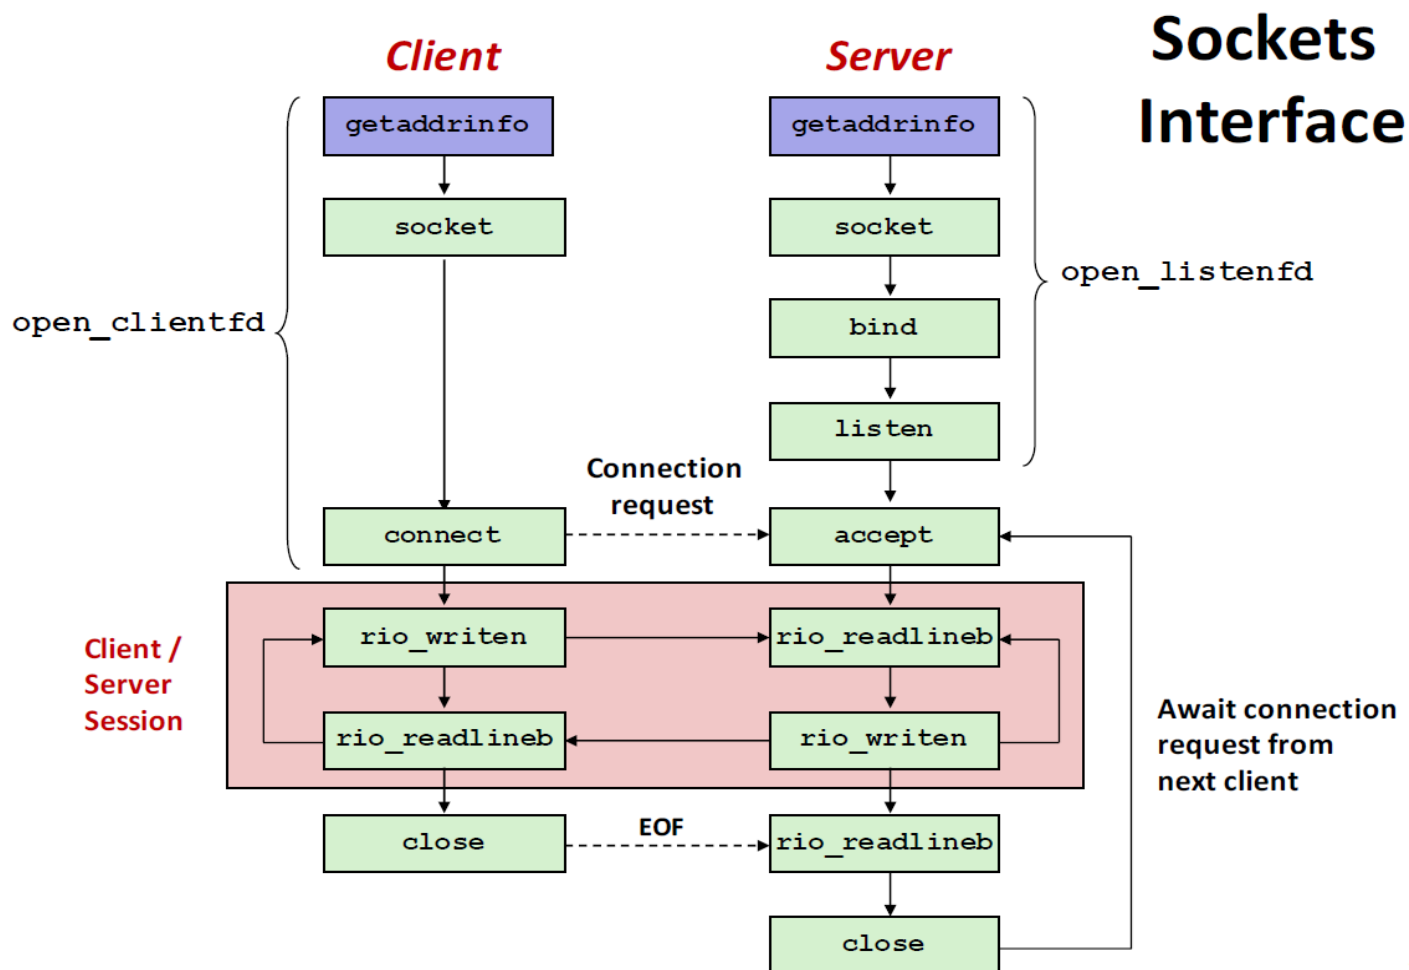 Sockets
Interface
Client
Server
getaddrinfo
getaddrinfo
socket
socket
open_clientfd
open_listenfd
bind
listen
Connection
request
connect
accept
Client /
Server
Session
rio_writen
rio_readlineb
rio_readlineb
rio_writen
Await connection
request from
next client
close
EOF
rio_readlineb
close